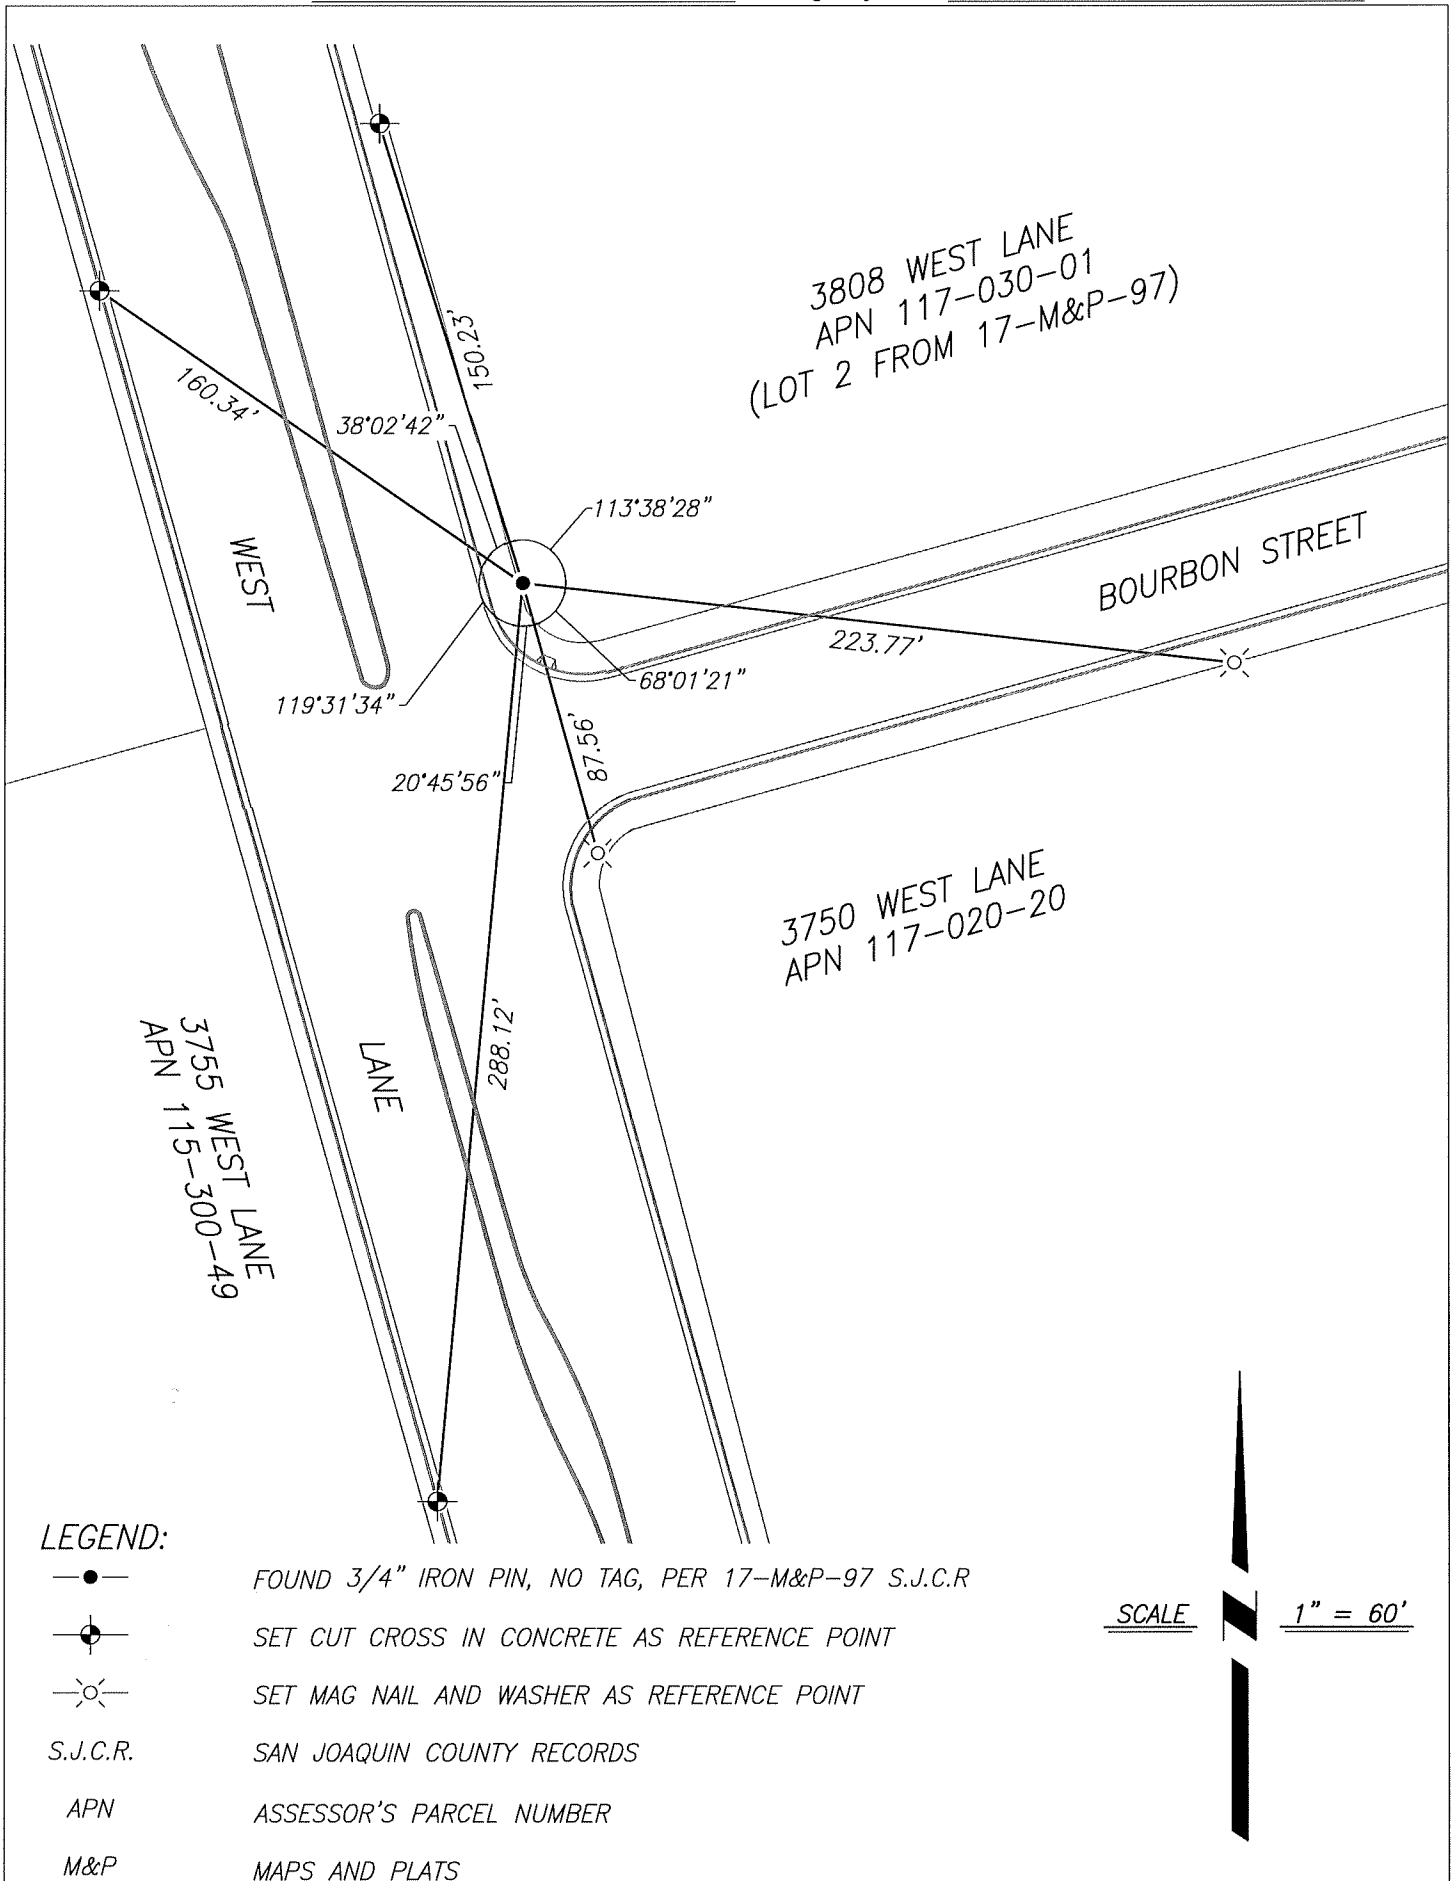 3808 WEST LANE
APN 117-030-01
(LOT 2 FROM 17-M&P-97)
150.23'
160.34'
38°02'42"
113°38'28"
WEST
BOURBON STREET
223.77'
68°01'21"
119°31'34"
87.56'
20°45'56"
3750 WEST LANE
APN 117-020-20
288.12'
LANE
3755 WEST LANE
APN 115-300-49
LEGEND:
FOUND 3/4" IRON PIN, NO TAG, PER 17-M&P-97 S.J.C.R
SET CUT CROSS IN CONCRETE AS REFERENCE POINT
SCALE N 1" = 60'
SET MAG NAIL AND WASHER AS REFERENCE POINT
S.J.C.R. SAN JOAQUIN COUNTY RECORDS
APN ASSESSOR'S PARCEL NUMBER
M&P MAPS AND PLATS